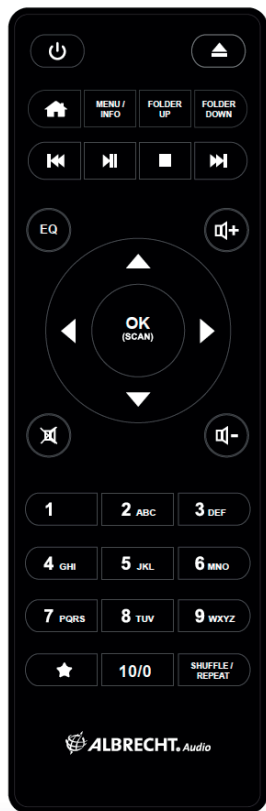 MENU / INFO
FOLDER UP
FOLDER DOWN
EQ
+
OK
(SCAN)
-
1
2 ABC
3 DEF
4 GHI
5 JKL
6 MNO
7 PQRS
8 TUV
9 WXYZ
10/0
SHUFFLE / REPEAT
ALBRECHT. Audio